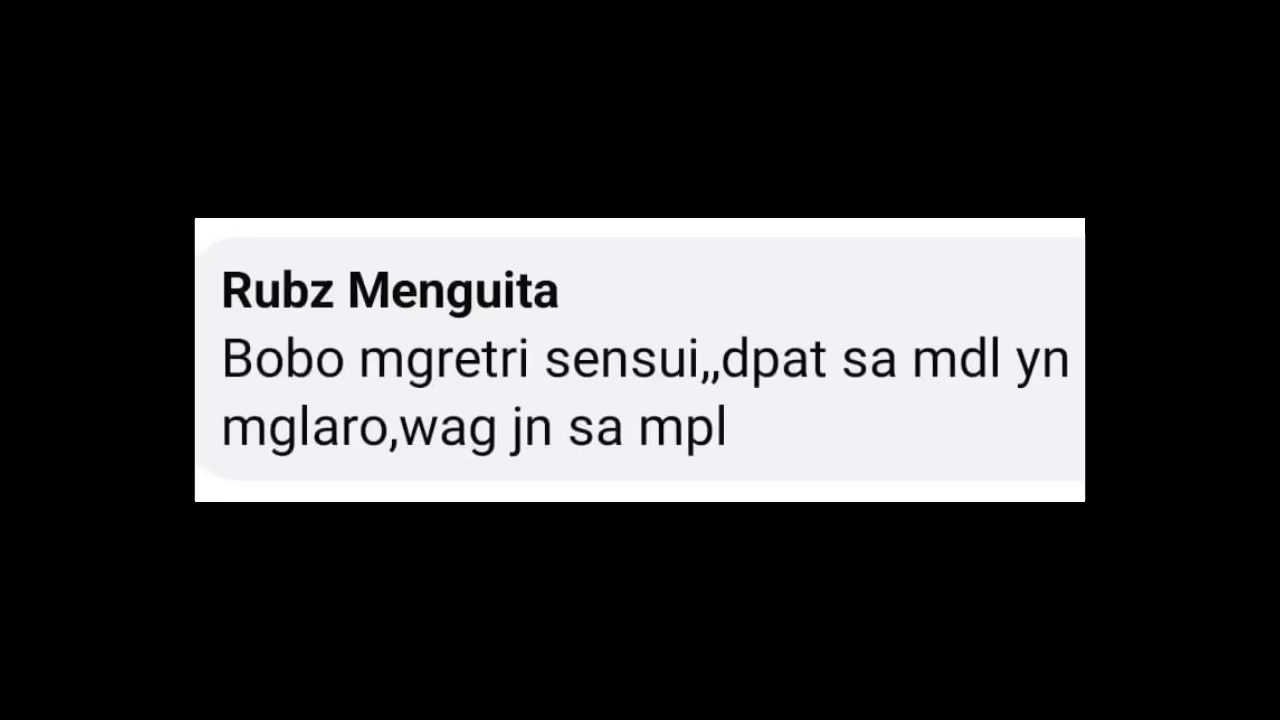 Rubz Menguita
Bobo mgretri sensui,,dpat sa mdl yn
mglaro,wag jn sa mpl